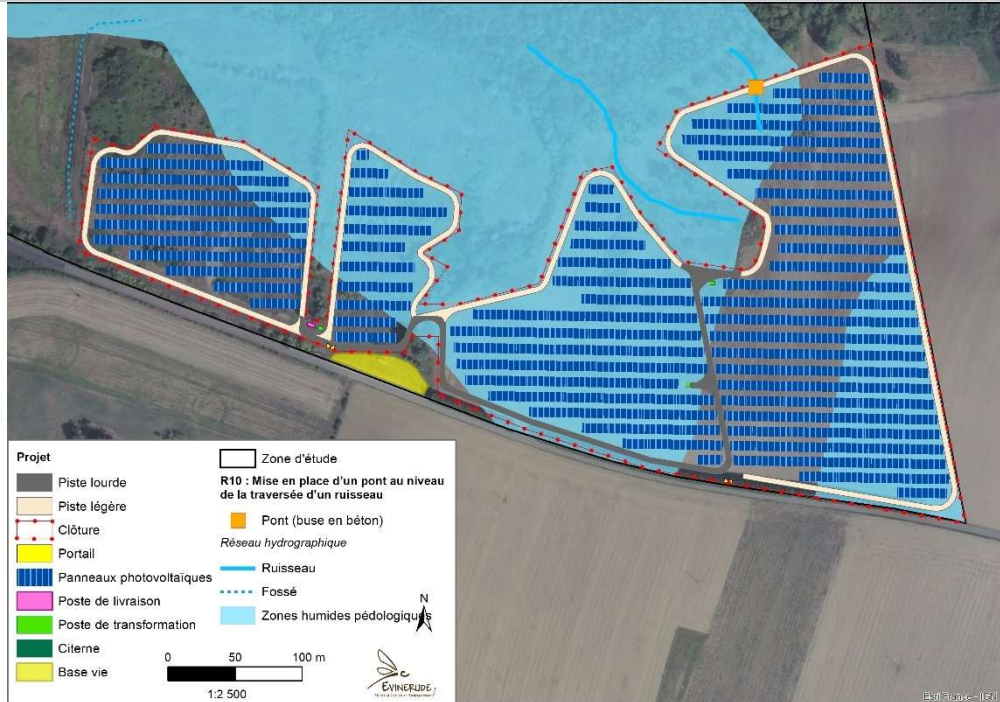 Projet
Piste lourde
Piste légère
Clôture
Portail
Panneaux photovoltaïques
Poste de livraison
Poste de transformation
Citerne
Base vie
Zone d'étude
R10 : Mise en place d'un pont au niveau
de la traversée d'un ruisseau
Pont (buse en béton)
Réseau hydrographique
Ruisseau
Fossé
Zones humides pédologiques
N
0 50 100 m
1:2 500
EVINERUDE
Esri France - IGN